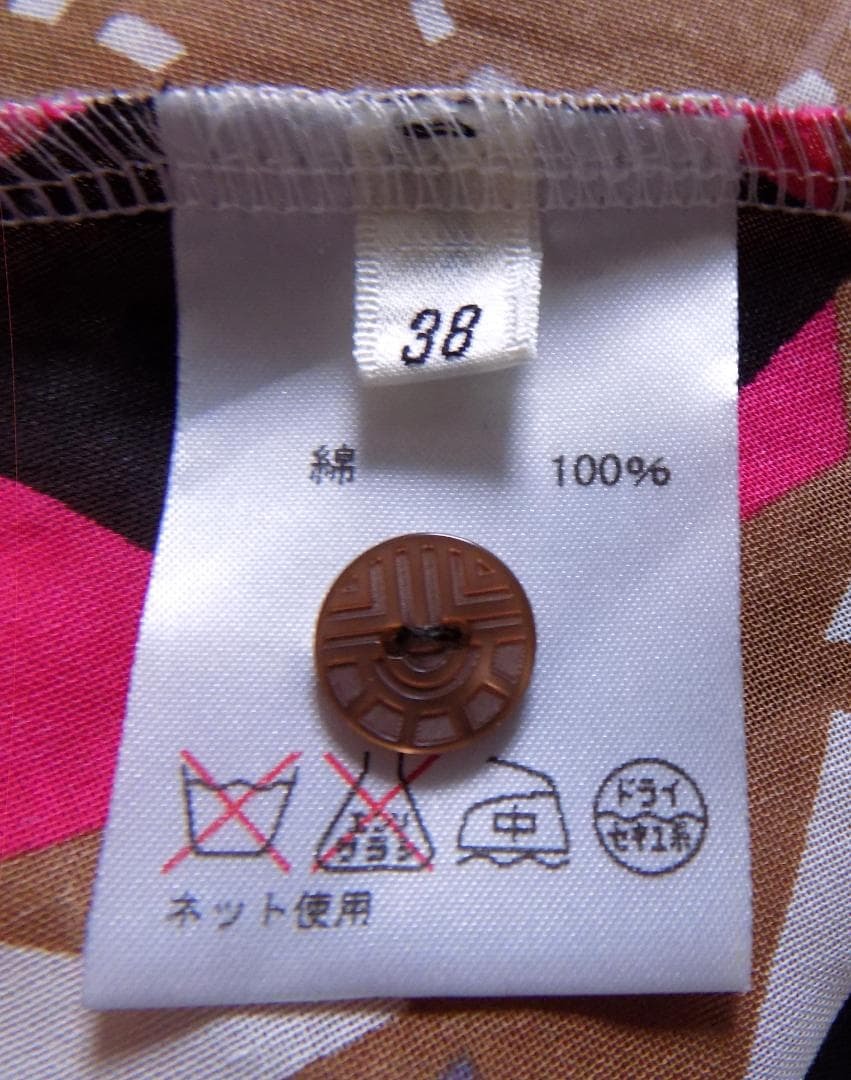 38
綿 100%
エンソ
サラシ
中
ドライ
セキユ系
ネット使用